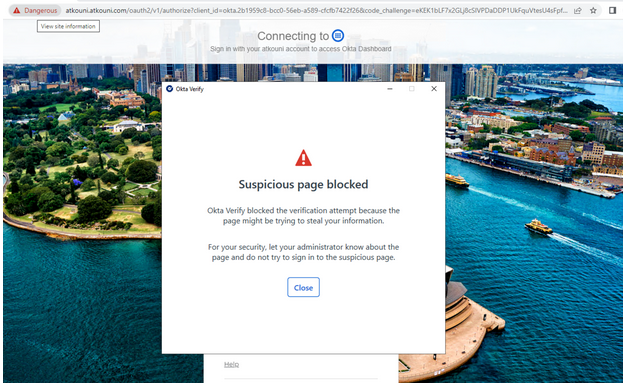 Dangerous
atkouni.atkouni.com/oauth2/v1/authorize?client_id=okta.2b1959c8-bcc0-56eb-a589-cfcfb7422f26&code_challenge=
View site information
Connecting to
Sign in with your atkouni account to access Okta Dashboard
Okta Verify
Suspicious page blocked
Okta Verify blocked the verification attempt because the
page might be trying to steal your information.
For your security, let your administrator know about the
page and do not try to sign in to the suspicious page.
Close
Help